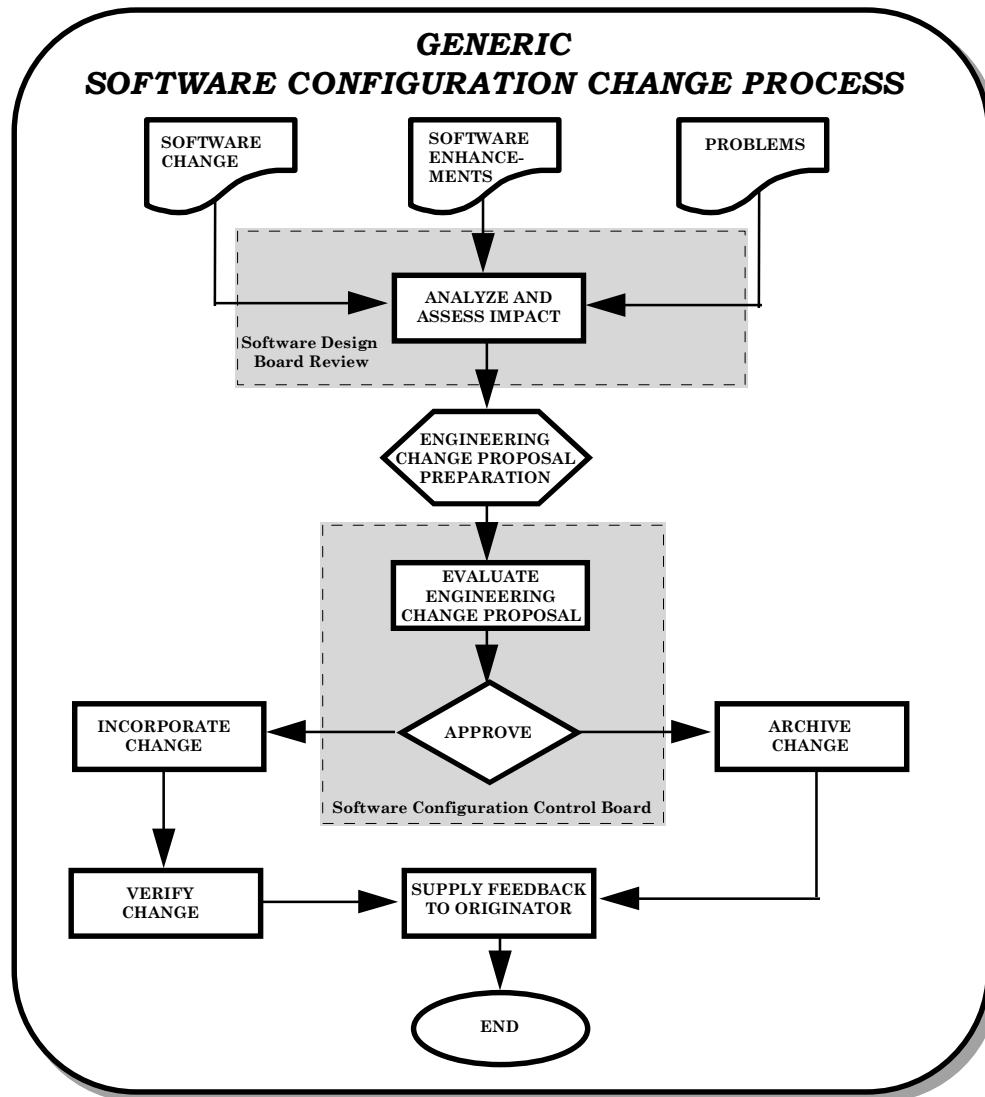 GENERIC
SOFTWARE CONFIGURATION CHANGE PROCESS
SOFTWARE
CHANGE
SOFTWARE
ENHANCE-
MENTS
PROBLEMS
ANALYZE AND
ASSESS IMPACT
Software Design
Board Review
ENGINEERING
CHANGE PROPOSAL
PREPARATION
EVALUATE
ENGINEERING
CHANGE PROPOSAL
INCORPORATE
CHANGE
APPROVE
ARCHIVE
CHANGE
Software Configuration Control Board
VERIFY
CHANGE
SUPPLY FEEDBACK
TO ORIGINATOR
END